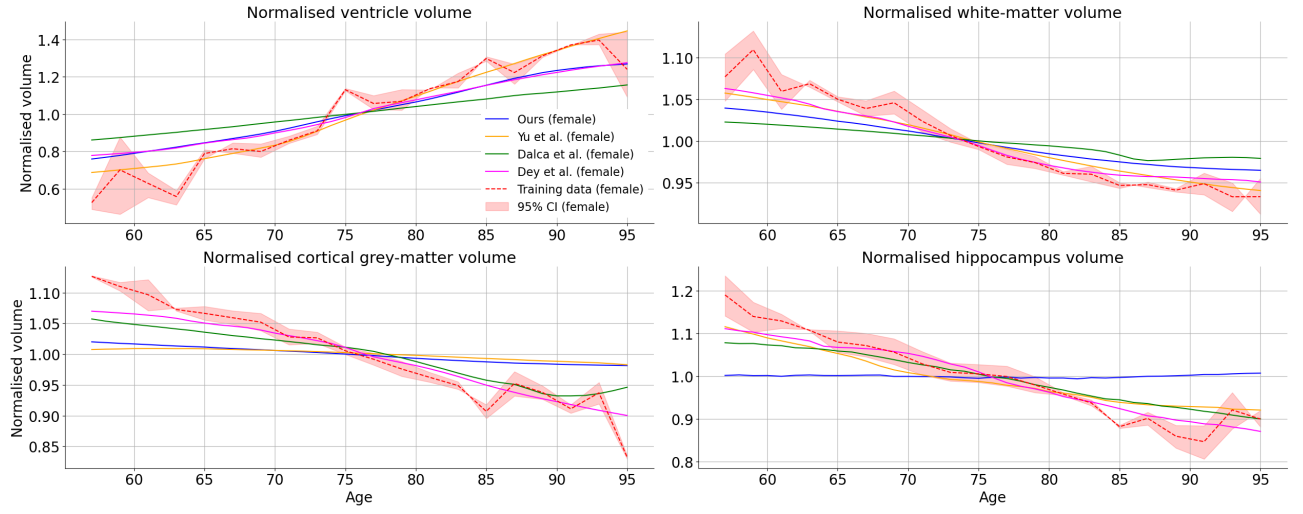 Normalised ventricle volume
Normalised volume
1.4
1.2
1.0
0.8
0.6
Ours (female)
Yu et al. (female)
Dalca et al. (female)
Dey et al. (female)
Training data (female)
95% CI (female)
60 65 70 75 80 85 90 95
Normalised white-matter volume
1.10
1.05
1.00
0.95
60 65 70 75 80 85 90 95
Normalised cortical grey-matter volume
Normalised volume
1.10
1.05
1.00
0.95
0.90
0.85
60 65 70 75 80 85 90 95
Age
Normalised hippocampus volume
1.2
1.1
1.0
0.9
0.8
60 65 70 75 80 85 90 95
Age